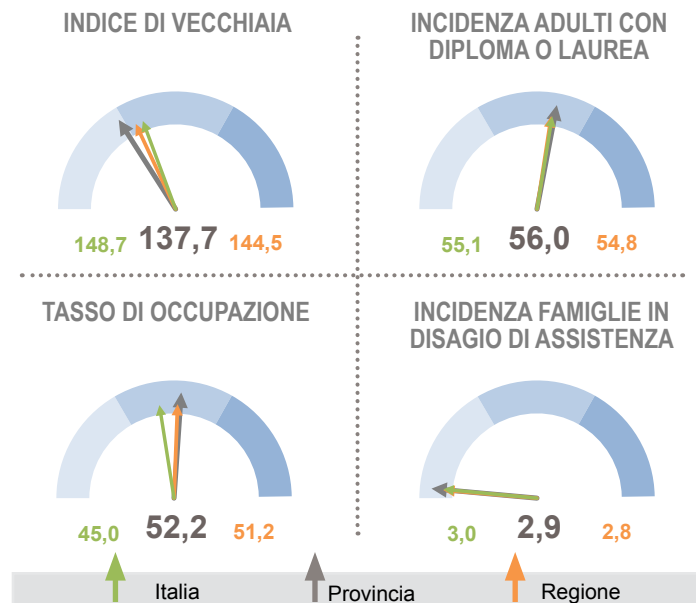 INDICE DI VECCHIAIA
148,7 137,7 144,5
INCIDENZA ADULTI CON
DIPLOMA O LAUREA
55,1 56,0 54,8
TASSO DI OCCUPAZIONE
45,0 52,2 51,2
INCIDENZA FAMIGLIE IN
DISAGIO DI ASSISTENZA
3,0 2,9 2,8
Italia Provincia Regione